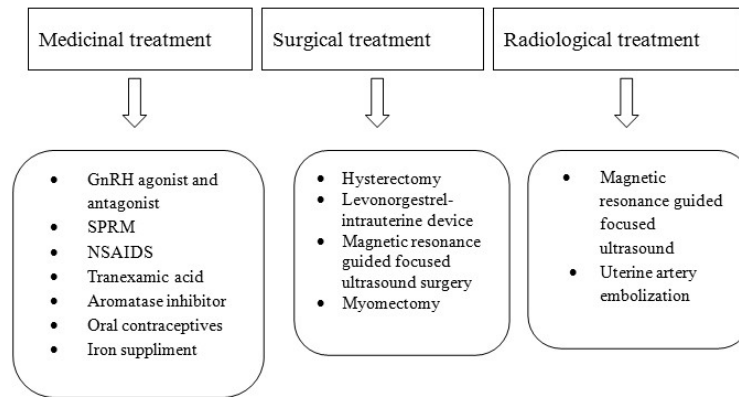 Medicinal treatment
Surgical treatment
Radiological treatment
• GnRH agonist and
antagonist
• SPRM
• NSAIDS
• Tranexamic acid
• Aromatase inhibitor
• Oral contraceptives
• Iron suppliment
• Hysterectomy
• Levonorgestrel-
intrauterine device
• Magnetic resonance
guided focused
ultrasound surgery
• Myomectomy
• Magnetic
resonance guided
focused
ultrasound
• Uterine artery
embolization